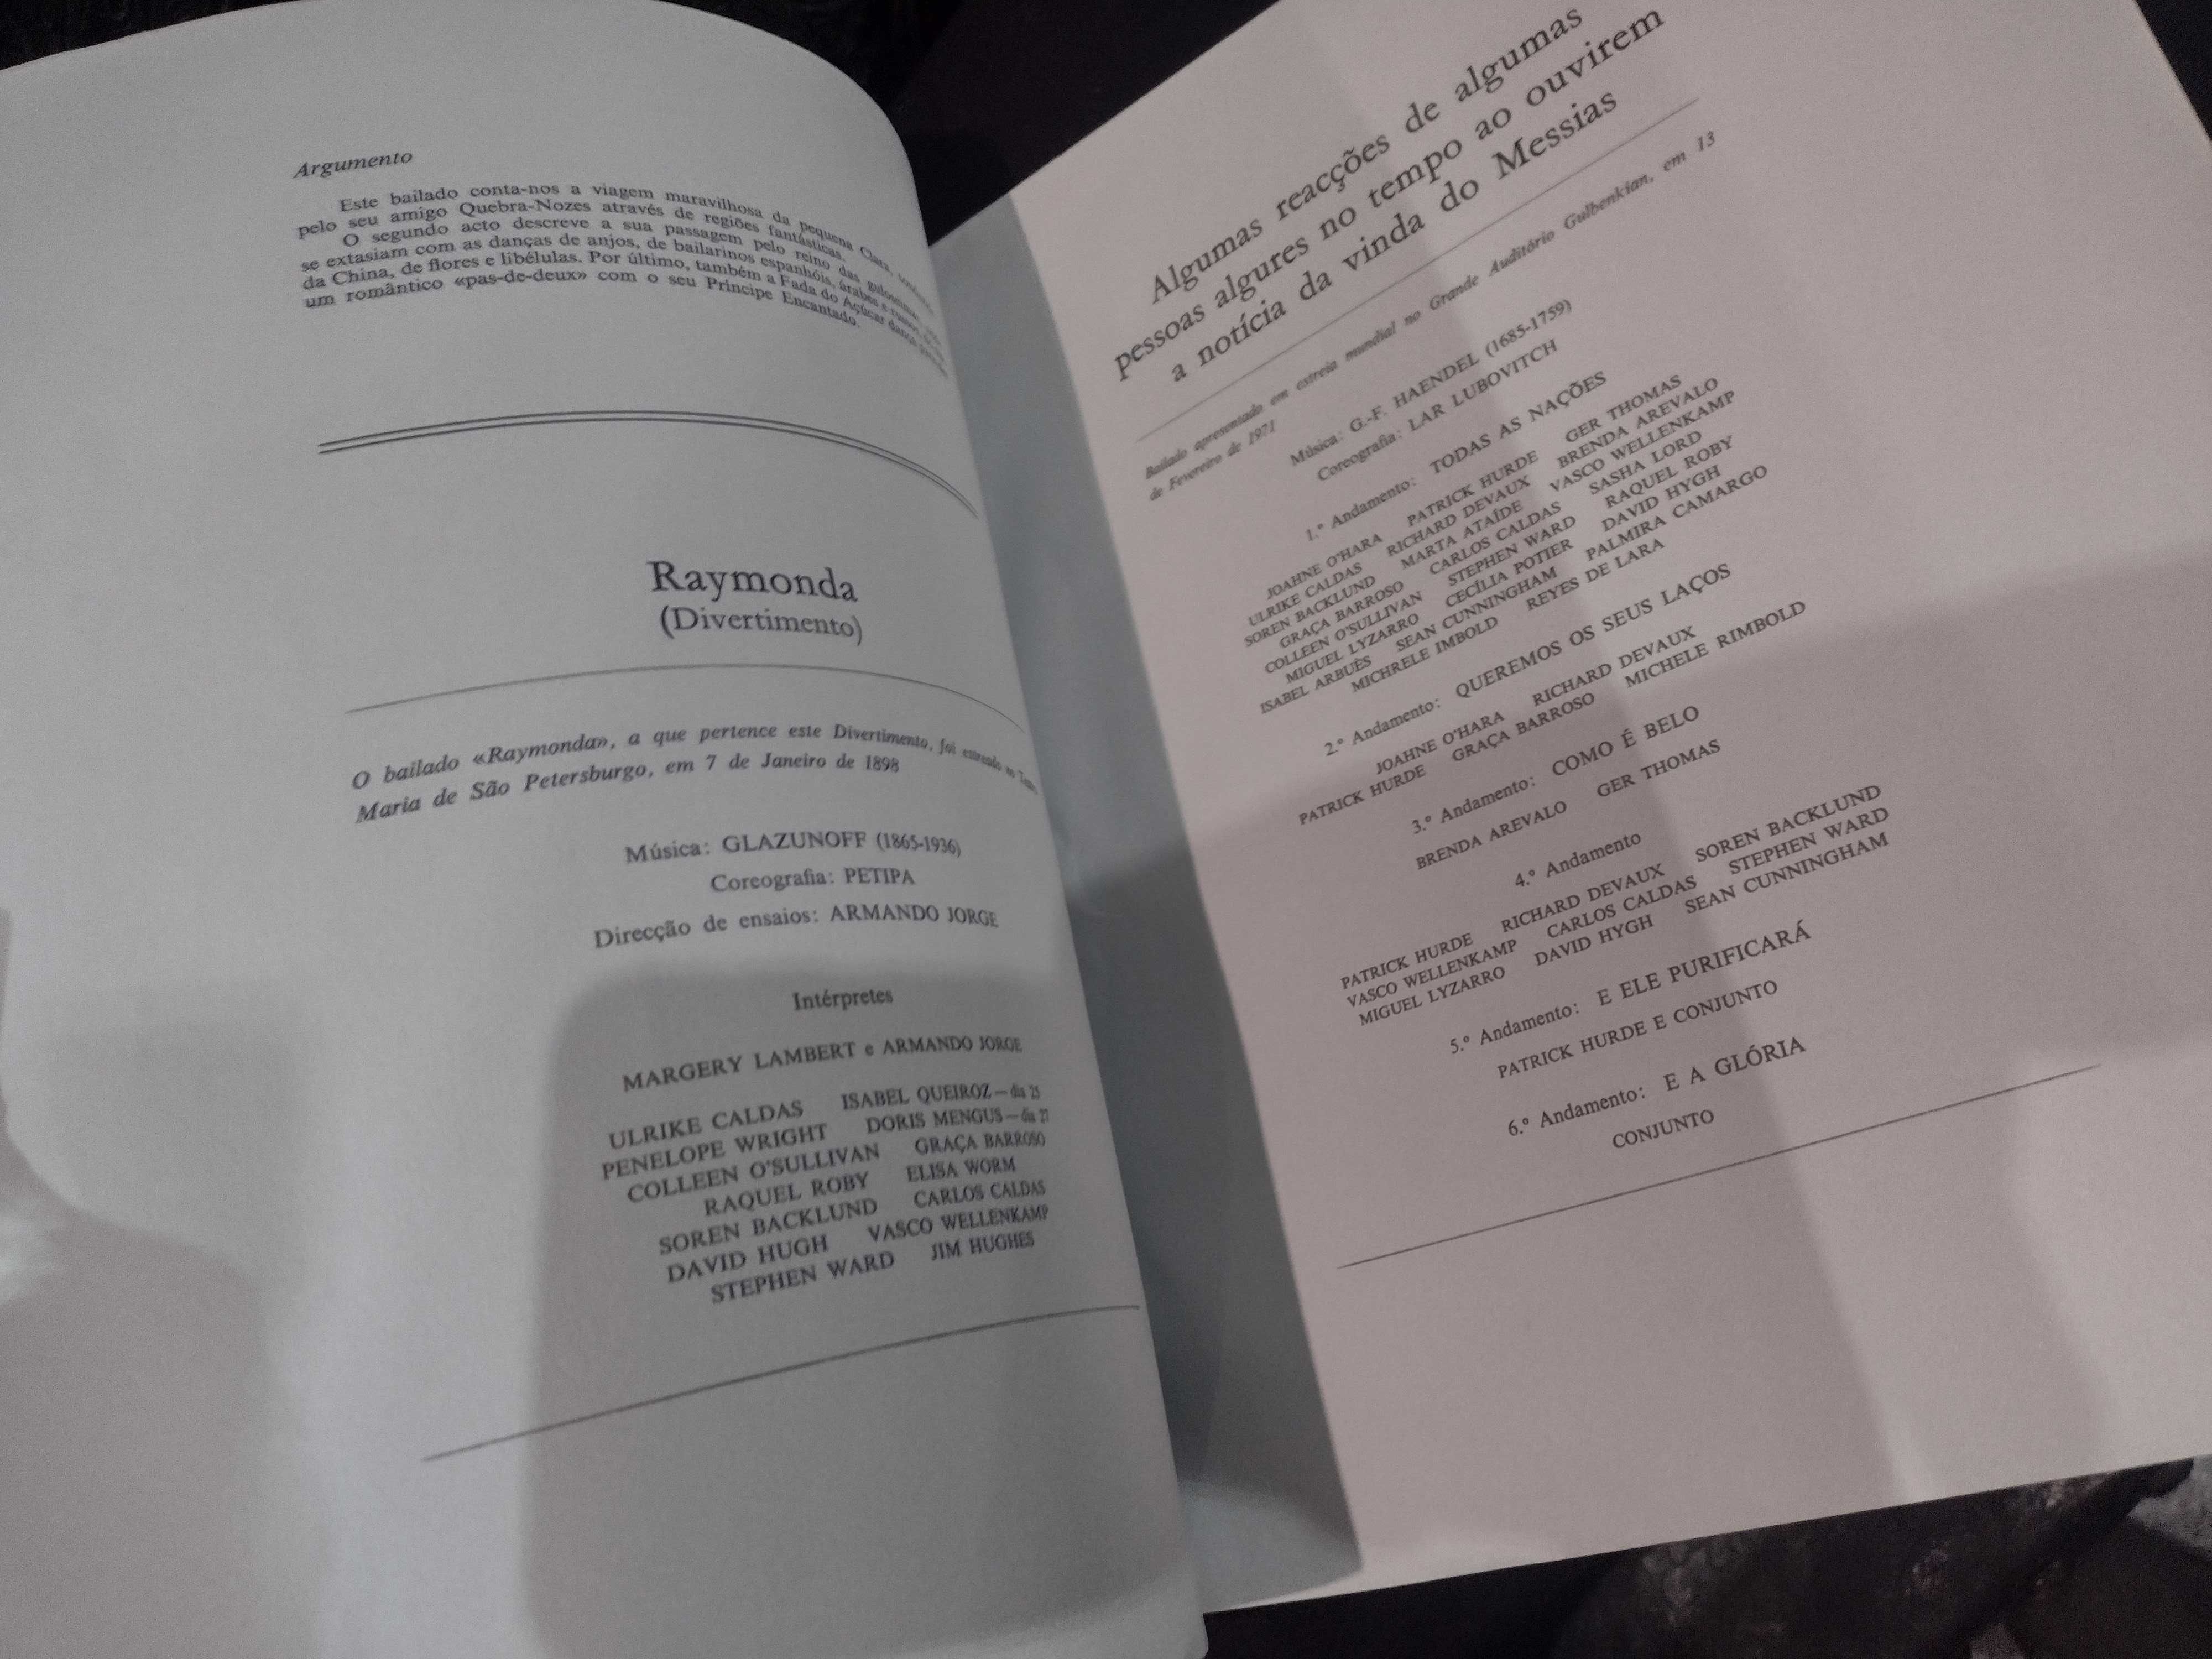 Argumento
Este bailado conta-nos a viagem maravilhosa da pequena Clara,
pelo seu amigo Quebra-Nozes através de regiões fantásticas.
O segundo acto descreve a sua passagem pelo reino das
se extasiam com as danças de anjos, de bailarinos espanhóis, árabes e russos,
da China, de flores e libélulas. Por último, também a Fada do Açúcar dança
um romântico «pas-de-deux» com o seu Príncipe Encantado.
Raymonda
(Divertimento)
O bailado «Raymonda», a que pertence este Divertimento, foi estreado no
Maria de São Petersburgo, em 7 de Janeiro de 1898
Música: GLAZUNOFF (1865-1936)
Coreografia: PETIPA
Direcção de ensaios: ARMANDO JORGE
Intérpretes
MARGERY LAMBERT e ARMANDO JORGE
ULRIKE CALDAS ISABEL QUEIROZ — dia 25
PENELOPE WRIGHT DORIS MENGUS — dia 27
COLLEEN O'SULLIVAN GRAÇA BARROSO
RAQUEL ROBY ELISA WORM
SOREN BACKLUND CARLOS CALDAS
DAVID HUGH VASCO WELLENKAMP
STEPHEN WARD JIM HUGHES
Algumas reacções de algumas
pessoas algures no tempo ao ouvirem
a notícia da vinda do Messias
Bailado apresentado em estreia mundial no Grande Auditório Gulbenkian, em 13
de Fevereiro de 1971
Música: G.-F. HAENDEL (1685-1759)
Coreografia: LAR LUBOVITCH
1.º Andamento: TODAS AS NAÇÕES
JOAHNE O'HARA PATRICK HURDE GER THOMAS
ULRIKE CALDAS RICHARD DEVAUX BRENDA AREVALO
SOREN BACKLUND MARTA ATAÍDE VASCO WELLENKAMP
GRAÇA BARROSO CARLOS CALDAS SASHA LORD
COLLEEN O'SULLIVAN STEPHEN WARD RAQUEL ROBY
MIGUEL LYZARRO CECÍLIA POTIER DAVID HYGH
ISABEL ARBUÈS SEAN CUNNINGHAM PALMIRA CAMARGO
MICHRELE IMBOLD REYES DE LARA
2.º Andamento: QUEREMOS OS SEUS LAÇOS
JOAHNE O'HARA RICHARD DEVAUX
PATRICK HURDE GRAÇA BARROSO MICHELE RIMBOLD
3.º Andamento: COMO É BELO
BRENDA AREVALO GER THOMAS
4.º Andamento
PATRICK HURDE RICHARD DEVAUX SOREN BACKLUND
VASCO WELLENKAMP CARLOS CALDAS STEPHEN WARD
MIGUEL LYZARRO DAVID HYGH SEAN CUNNINGHAM
5.º Andamento: E ELE PURIFICARÁ
PATRICK HURDE E CONJUNTO
6.º Andamento: E A GLÓRIA
CONJUNTO